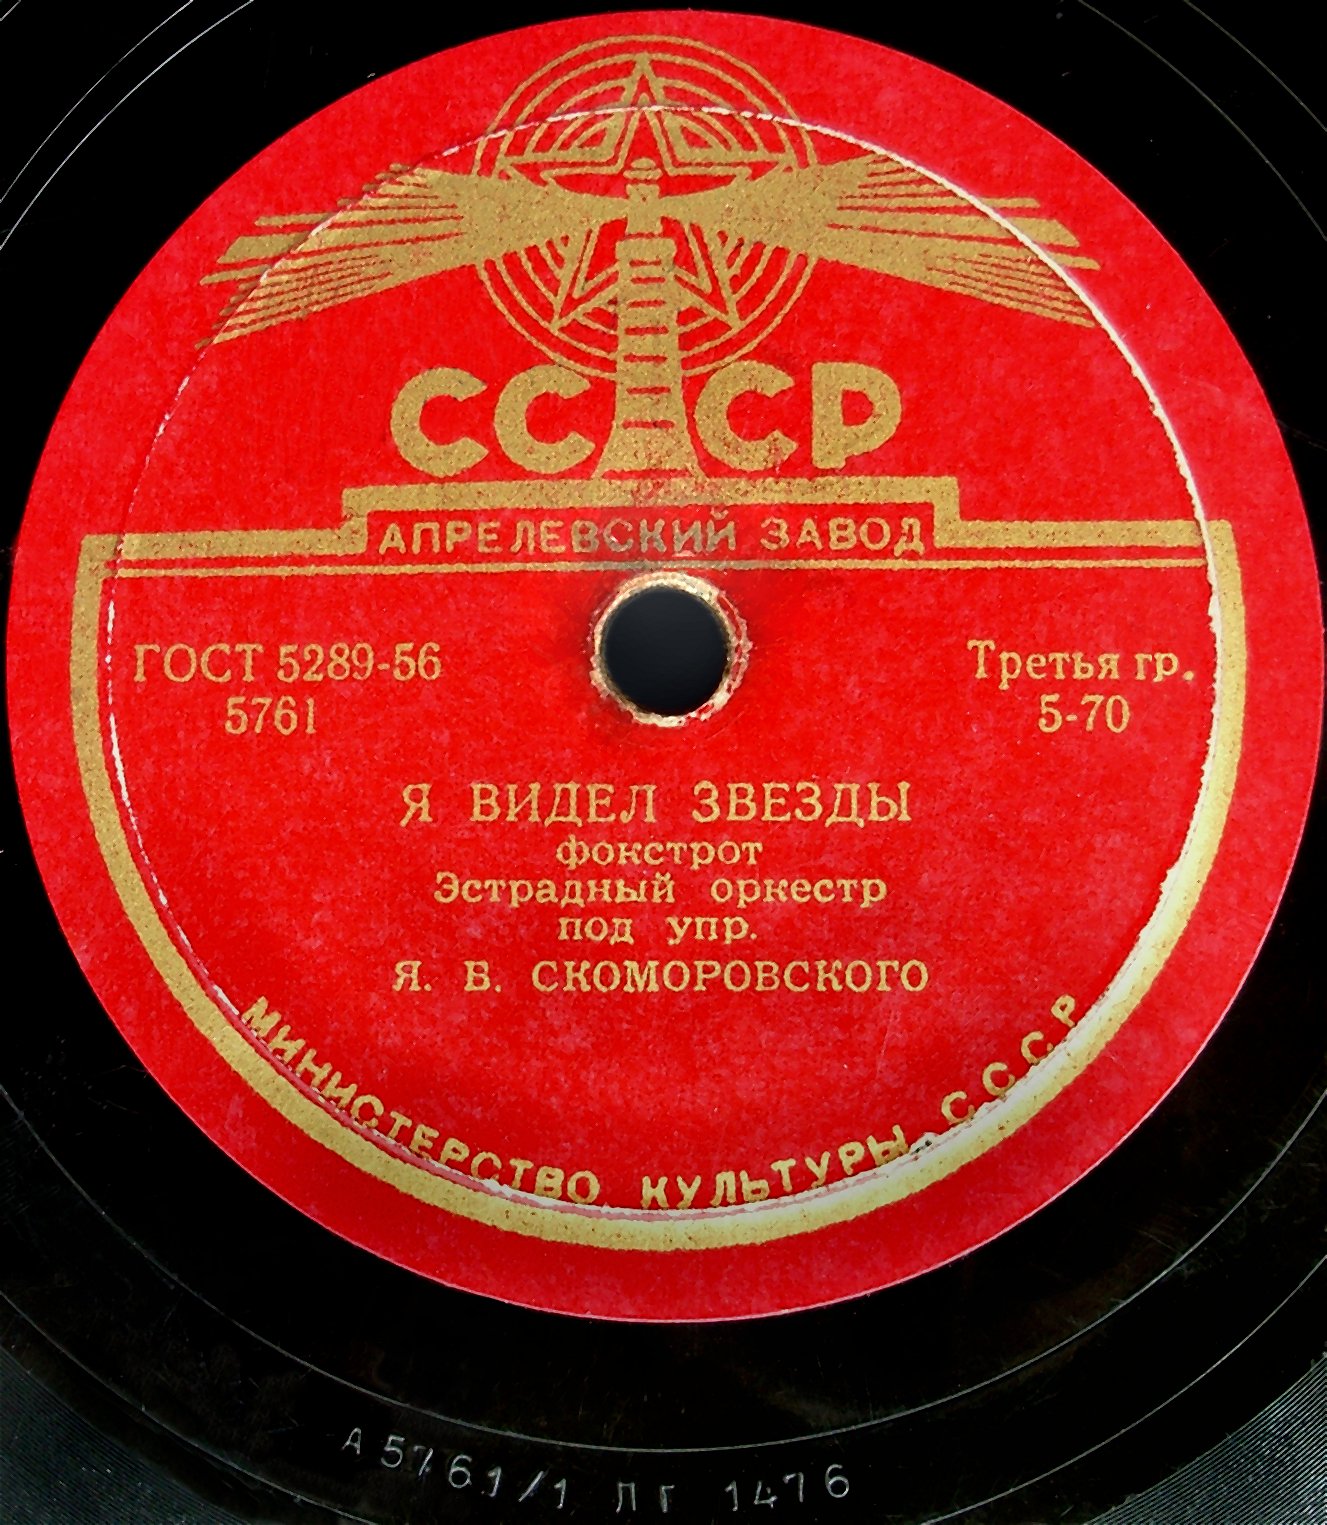 СССР
АПРЕЛЕВСКИЙ ЗАВОД
ГОСТ 5289-56
5761
Третья гр.
5-70
Я ВИДЕЛ ЗВЕЗДЫ
фокстрот
Эстрадный оркестр
под упр.
Я. Б. СКОМОРОВСКОГО
МИНИСТЕРСТВО КУЛЬТУРЫ СССР
А 5761/1 ЛГ 1476